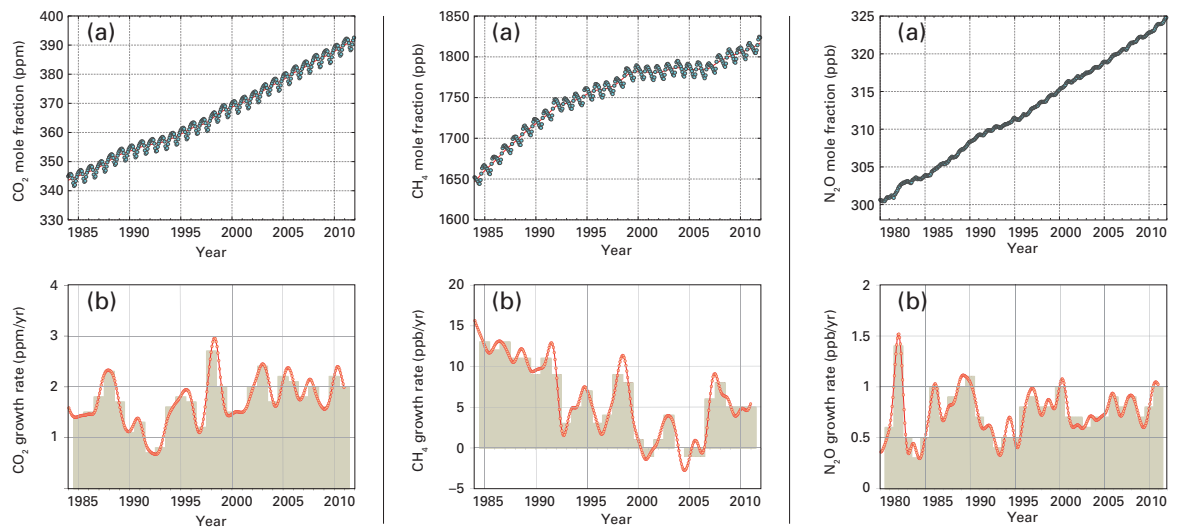 (a)
CO₂ mole fraction (ppm)
400
390
380
370
360
350
340
330
1985 1990 1995 2000 2005 2010
Year
(a)
CH₄ mole fraction (ppb)
1850
1800
1750
1700
1650
1600
1985 1990 1995 2000 2005 2010
Year
(a)
N₂O mole fraction (ppb)
325
320
315
310
305
300
1980 1985 1990 1995 2000 2005 2010
Year
(b)
CO₂ growth rate (ppm/yr)
4
3
2
1
1985 1990 1995 2000 2005 2010
Year
(b)
CH₄ growth rate (ppb/yr)
20
15
10
5
0
–5
1985 1990 1995 2000 2005 2010
Year
(b)
N₂O growth rate (ppb/yr)
2
1.5
1
0.5
0
1980 1985 1990 1995 2000 2005 2010
Year